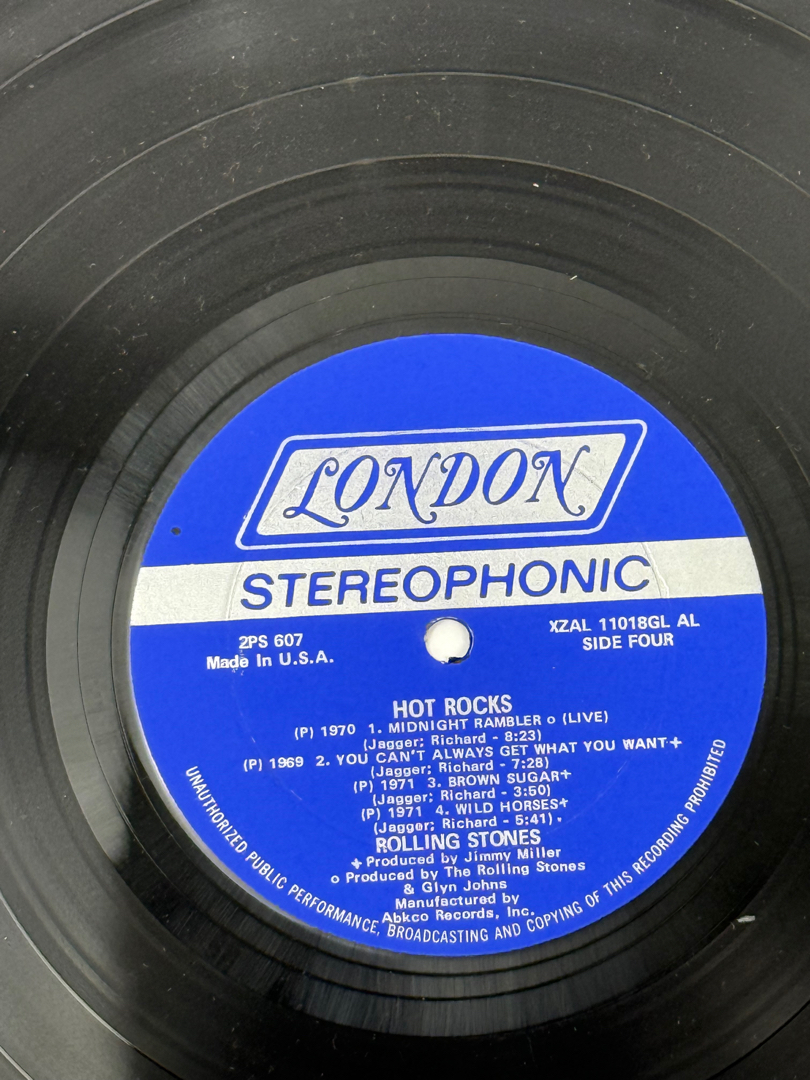 LONDON
STEREOPHONIC
2PS 607
Made In U.S.A.
XZAL 11018GL AL
SIDE FOUR
HOT ROCKS
(P) 1970 1. MIDNIGHT RAMBLER o (LIVE)
(Jagger; Richard - 8:23)
(P) 1969 2. YOU CAN'T ALWAYS GET WHAT YOU WANT+
(Jagger; Richard - 7:28)
(P) 1971 3. BROWN SUGAR+
(Jagger; Richard - 3:50)
(P) 1971 4. WILD HORSES+
(Jagger; Richard - 5:41).
ROLLING STONES
+ Produced by Jimmy Miller
o Produced by The Rolling Stones
& Glyn Johns
Manufactured by
Abkco Records, Inc.
UNAUTHORIZED PUBLIC PERFORMANCE, BROADCASTING AND COPYING OF THIS RECORDING PROHIBITED